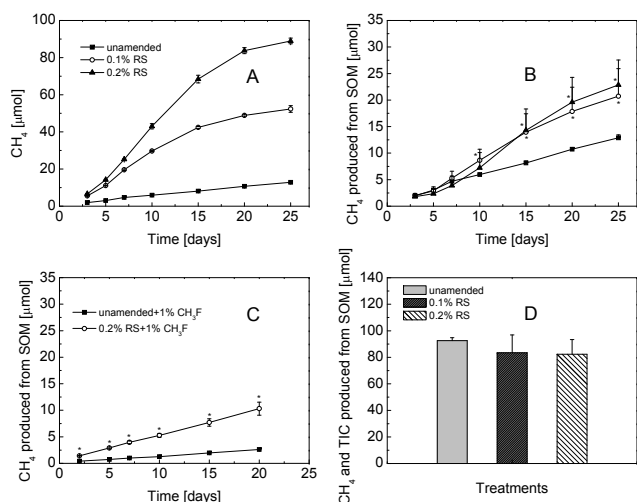 CH₄ [μmol]
100
80
60
40
20
0
unamended
0.1% RS
0.2% RS
A
0 5 10 15 20 25
Time [days]
CH₄ produced from SOM [μmol]
35
30
25
20
15
10
5
0
B
* * * * * * *
0 5 10 15 20 25
Time [days]
CH₄ produced from SOM [μmol]
35
30
25
20
15
10
5
0
unamended+1% CH₃F
0.2% RS+1% CH₃F
C
* * * * * *
0 5 10 15 20 25
Time [days]
CH₄ and TIC produced from SOM [μmol]
140
120
100
80
60
40
20
0
unamended
0.1% RS
0.2% RS
D
Treatments